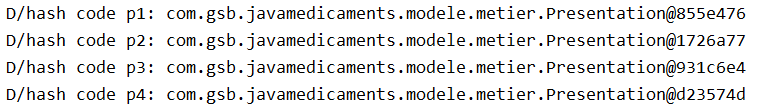 D/hash code p1: com.gsb.javamedicaments.modele.metier.Presentation@855e476
D/hash code p2: com.gsb.javamedicaments.modele.metier.Presentation@1726a77
D/hash code p3: com.gsb.javamedicaments.modele.metier.Presentation@931c6e4
D/hash code p4: com.gsb.javamedicaments.modele.metier.Presentation@d23574d